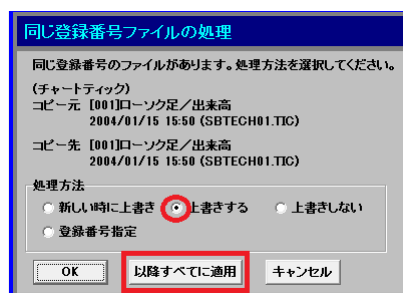 同じ登録番号ファイルの処理
同じ登録番号のファイルがあります。処理方法を選択してください。
(チャートティック)
コピー元 [001]ローソク足／出来高
2004/01/15 15:50 (SBTECH01.TIC)
コピー先 [001]ローソク足／出来高
2004/01/15 15:50 (SBTECH01.TIC)
処理方法
新しい時に上書き 上書きする 上書きしない
登録番号指定
OK 以降すべてに適用 キャンセル